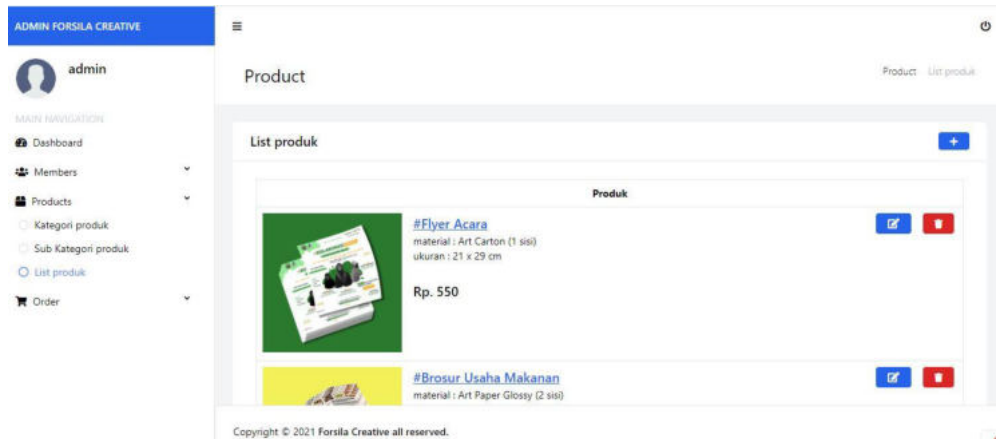 ADMIN FORSILA CREATIVE
admin
MAIN NAVIGATION
Dashboard
Members
Products
Kategori produk
Sub Kategori produk
List produk
Order
Product
Product List produk
List produk
Produk
#Flyer Acara
material : Art Carton (1 sisi)
ukuran : 21 x 29 cm
Rp. 550
#Brosur Usaha Makanan
material : Art Paper Glossy (2 sisi)
Copyright © 2021 Forsila Creative all reserved.